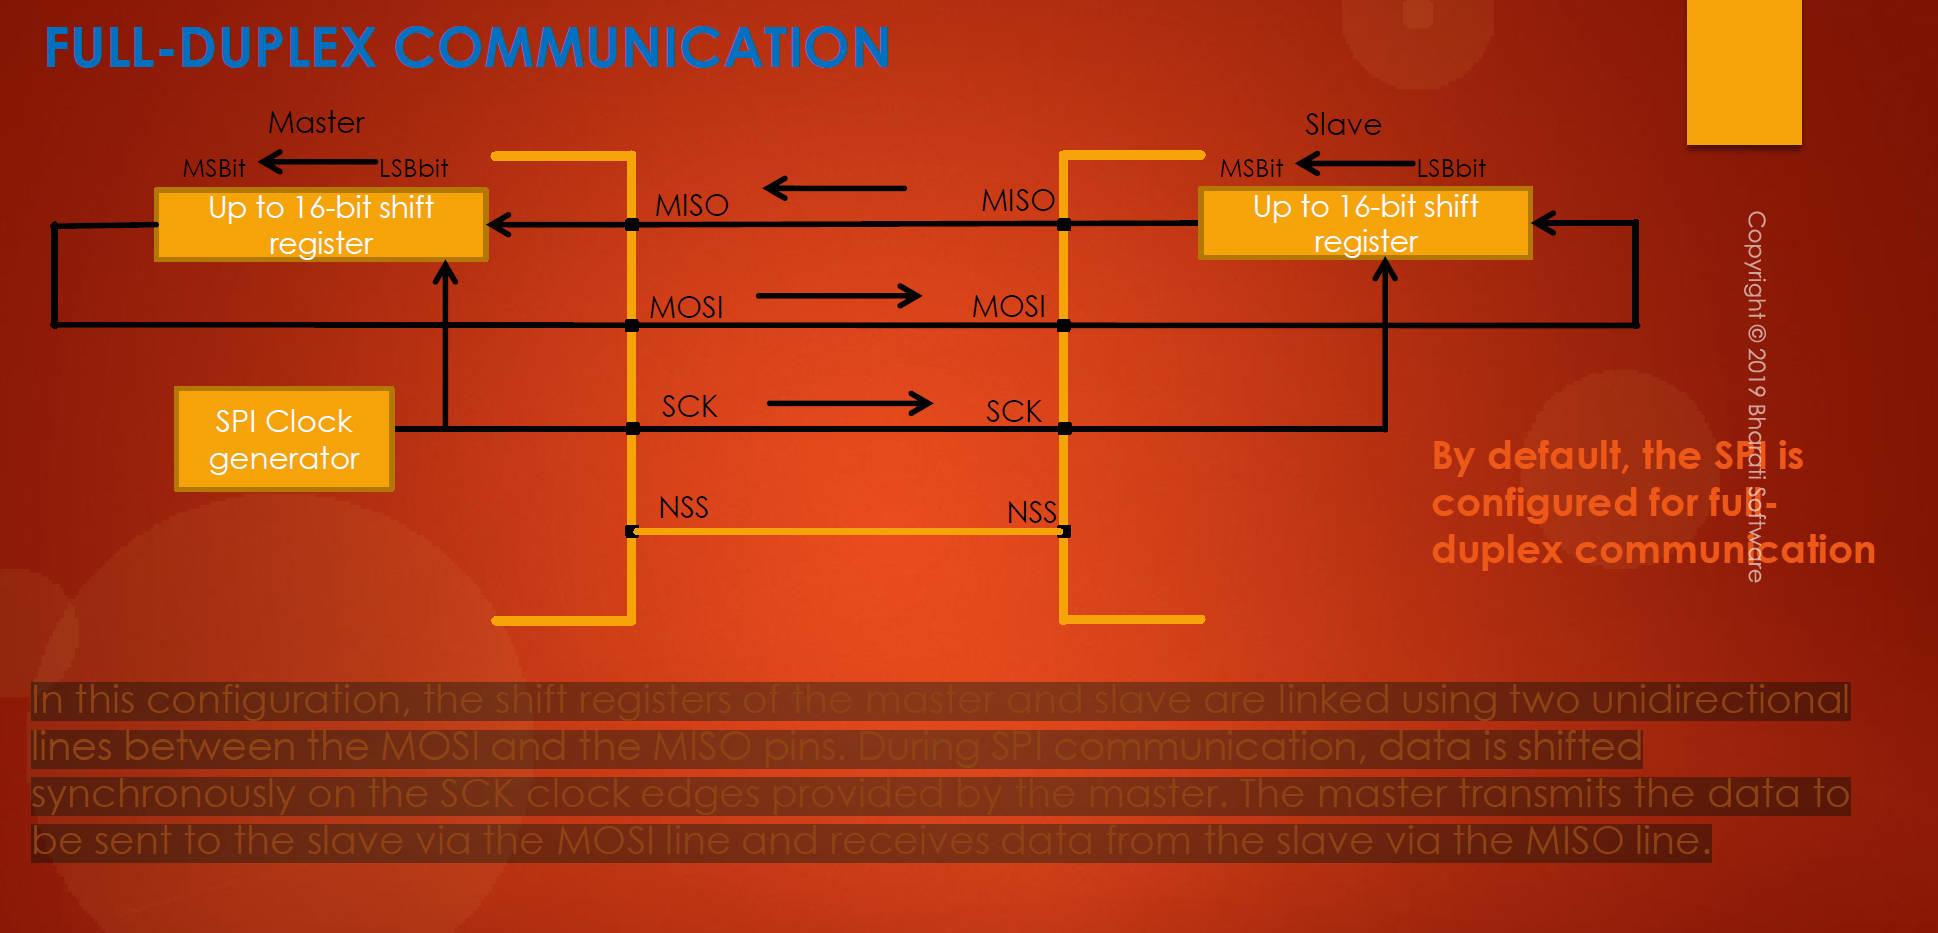 FULL-DUPLEX COMMUNICATION
Master
MSBit
LSBbit
Up to 16-bit shift
register
SPI Clock
generator
MISO
MISO
MOSI
MOSI
SCK
SCK
NSS
NSS
Slave
MSBit
LSBbit
Up to 16-bit shift
register
By default, the SPI is
configured for full-
duplex communication
Copyright © 2019 Bharati Software
In this configuration, the shift registers of the master and slave are linked using two unidirectional
lines between the MOSI and the MISO pins. During SPI communication, data is shifted
synchronously on the SCK clock edges provided by the master. The master transmits the data to
be sent to the slave via the MOSI line and receives data from the slave via the MISO line.